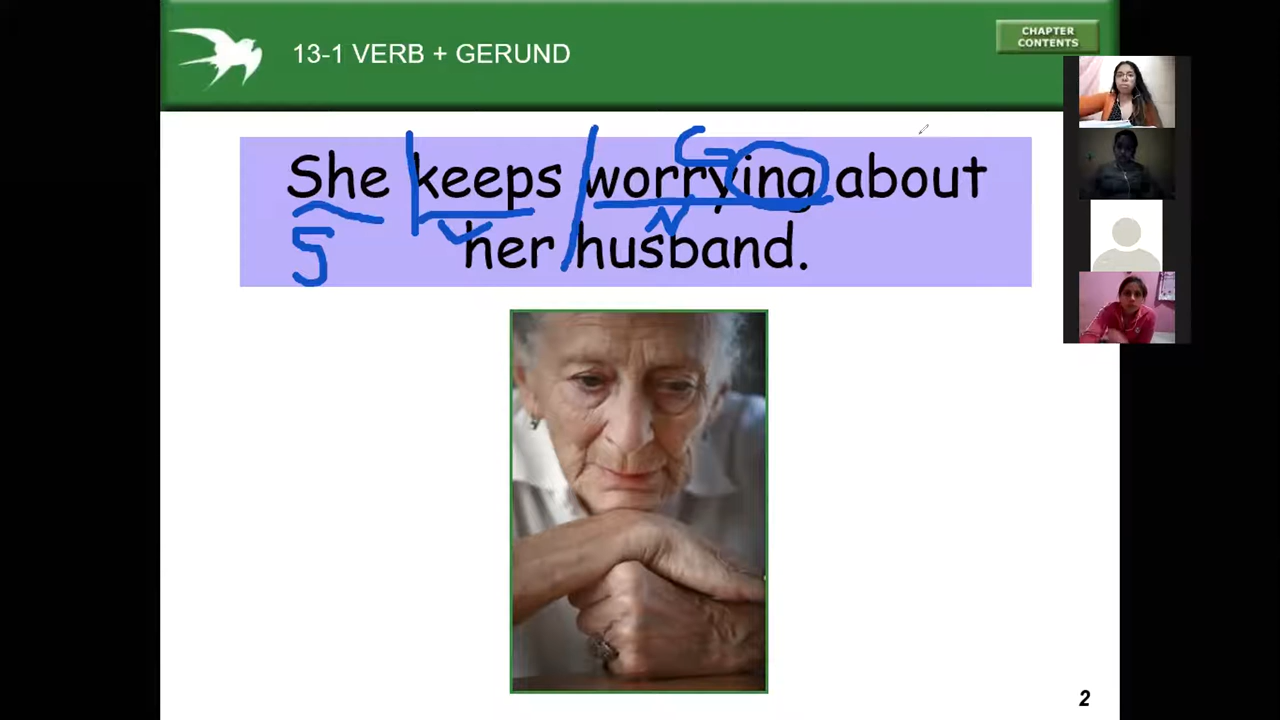 13-1 VERB + GERUND
CHAPTER
CONTENTS
G
She keeps worrying about
S V N
her husband.
2